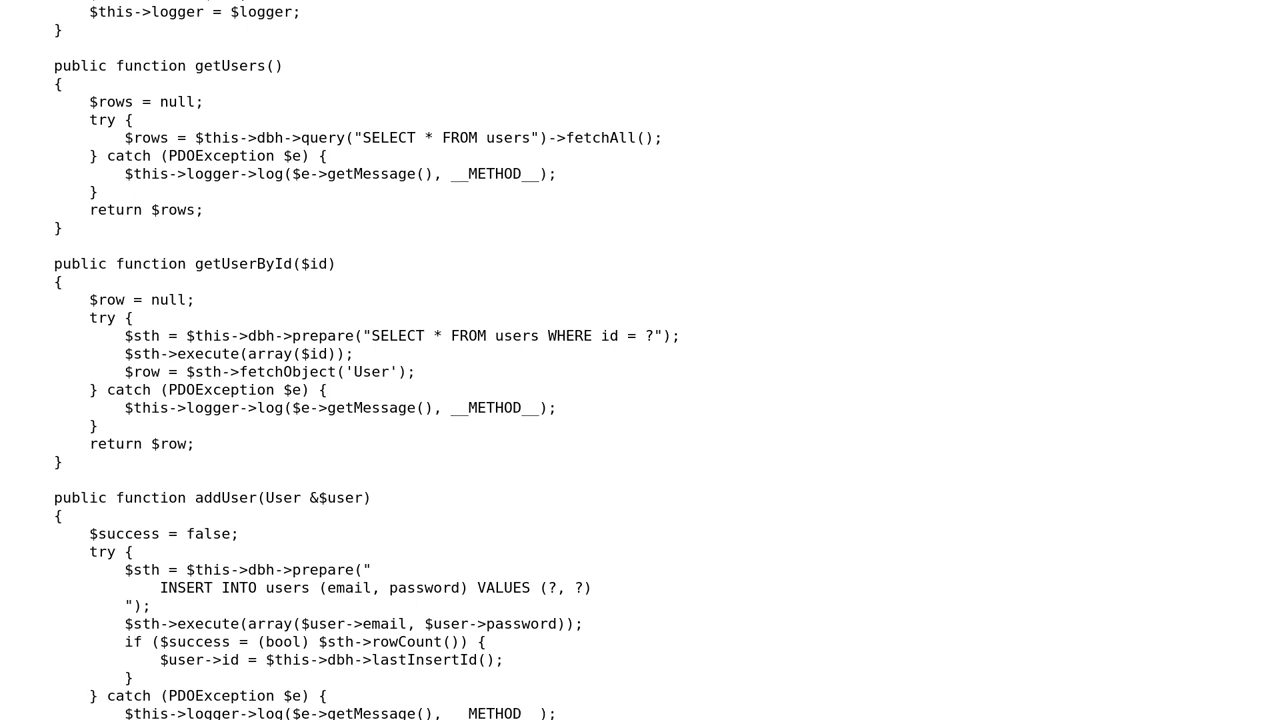 $this->logger = $logger;
    }

    public function getUsers()
    {
        $rows = null;
        try {
            $rows = $this->dbh->query("SELECT * FROM users")->fetchAll();
        } catch (PDOException $e) {
            $this->logger->log($e->getMessage(), __METHOD__);
        }
        return $rows;
    }

    public function getUserById($id)
    {
        $row = null;
        try {
            $sth = $this->dbh->prepare("SELECT * FROM users WHERE id = ?");
            $sth->execute(array($id));
            $row = $sth->fetchObject('User');
        } catch (PDOException $e) {
            $this->logger->log($e->getMessage(), __METHOD__);
        }
        return $row;
    }

    public function addUser(User &$user)
    {
        $success = false;
        try {
            $sth = $this->dbh->prepare("
                INSERT INTO users (email, password) VALUES (?, ?)
            ");
            $sth->execute(array($user->email, $user->password));
            if ($success = (bool) $sth->rowCount()) {
                $user->id = $this->dbh->lastInsertId();
            }
        } catch (PDOException $e) {
            $this->logger->log($e->getMessage(), __METHOD__);